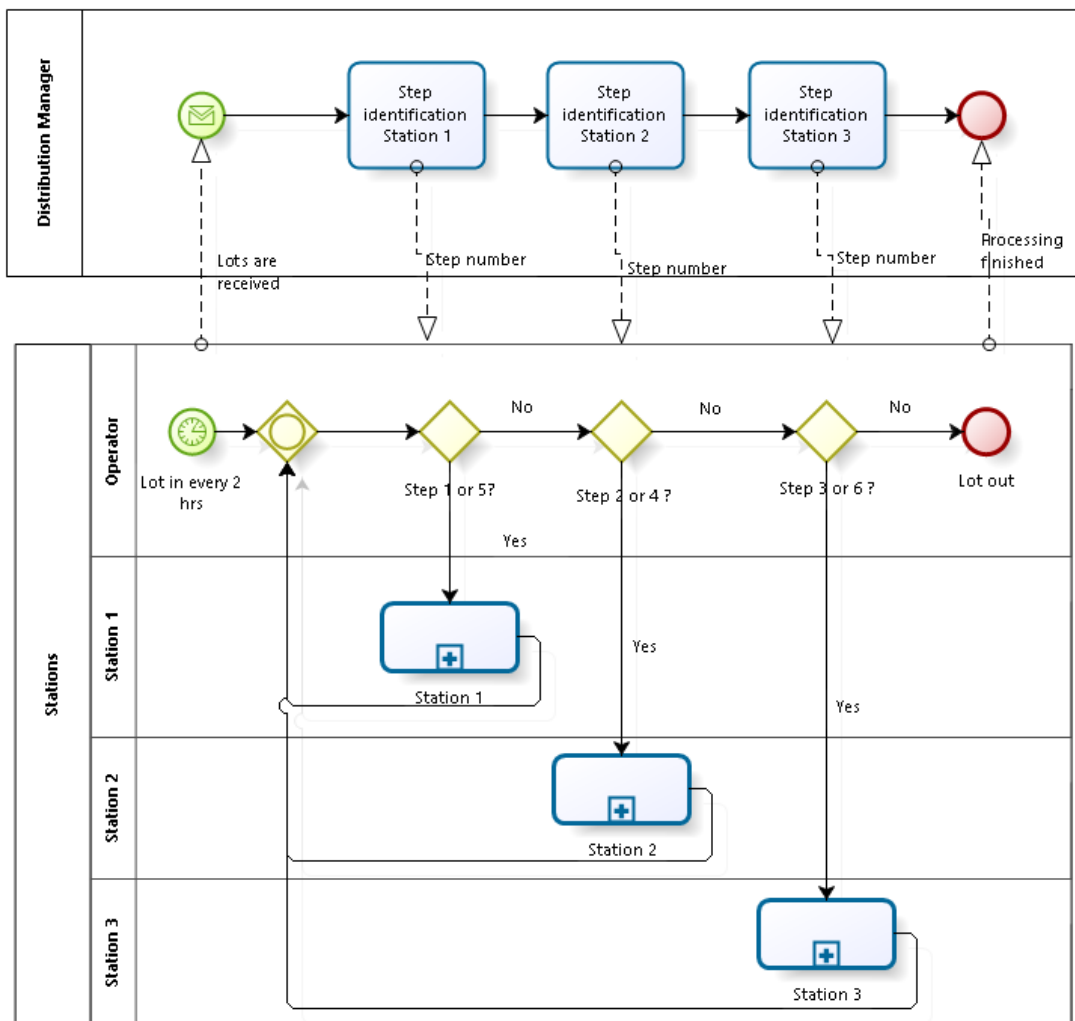 Distribution Manager
Step
identification
Station 1
Step
identification
Station 2
Step
identification
Station 3
Lots are
received
Step number
Step number
Step number
Processing
finished
Stations
Operator
Lot in every 2
hrs
No
No
No
Step 1 or 5?
Step 2 or 4 ?
Step 3 or 6 ?
Lot out
Yes
Yes
Yes
Station 1
Station 1
Station 2
Station 2
Station 3
Station 3